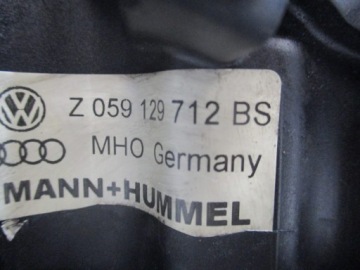 Z 059 129 712 BS
MHO Germany
MANN+HUMMEL